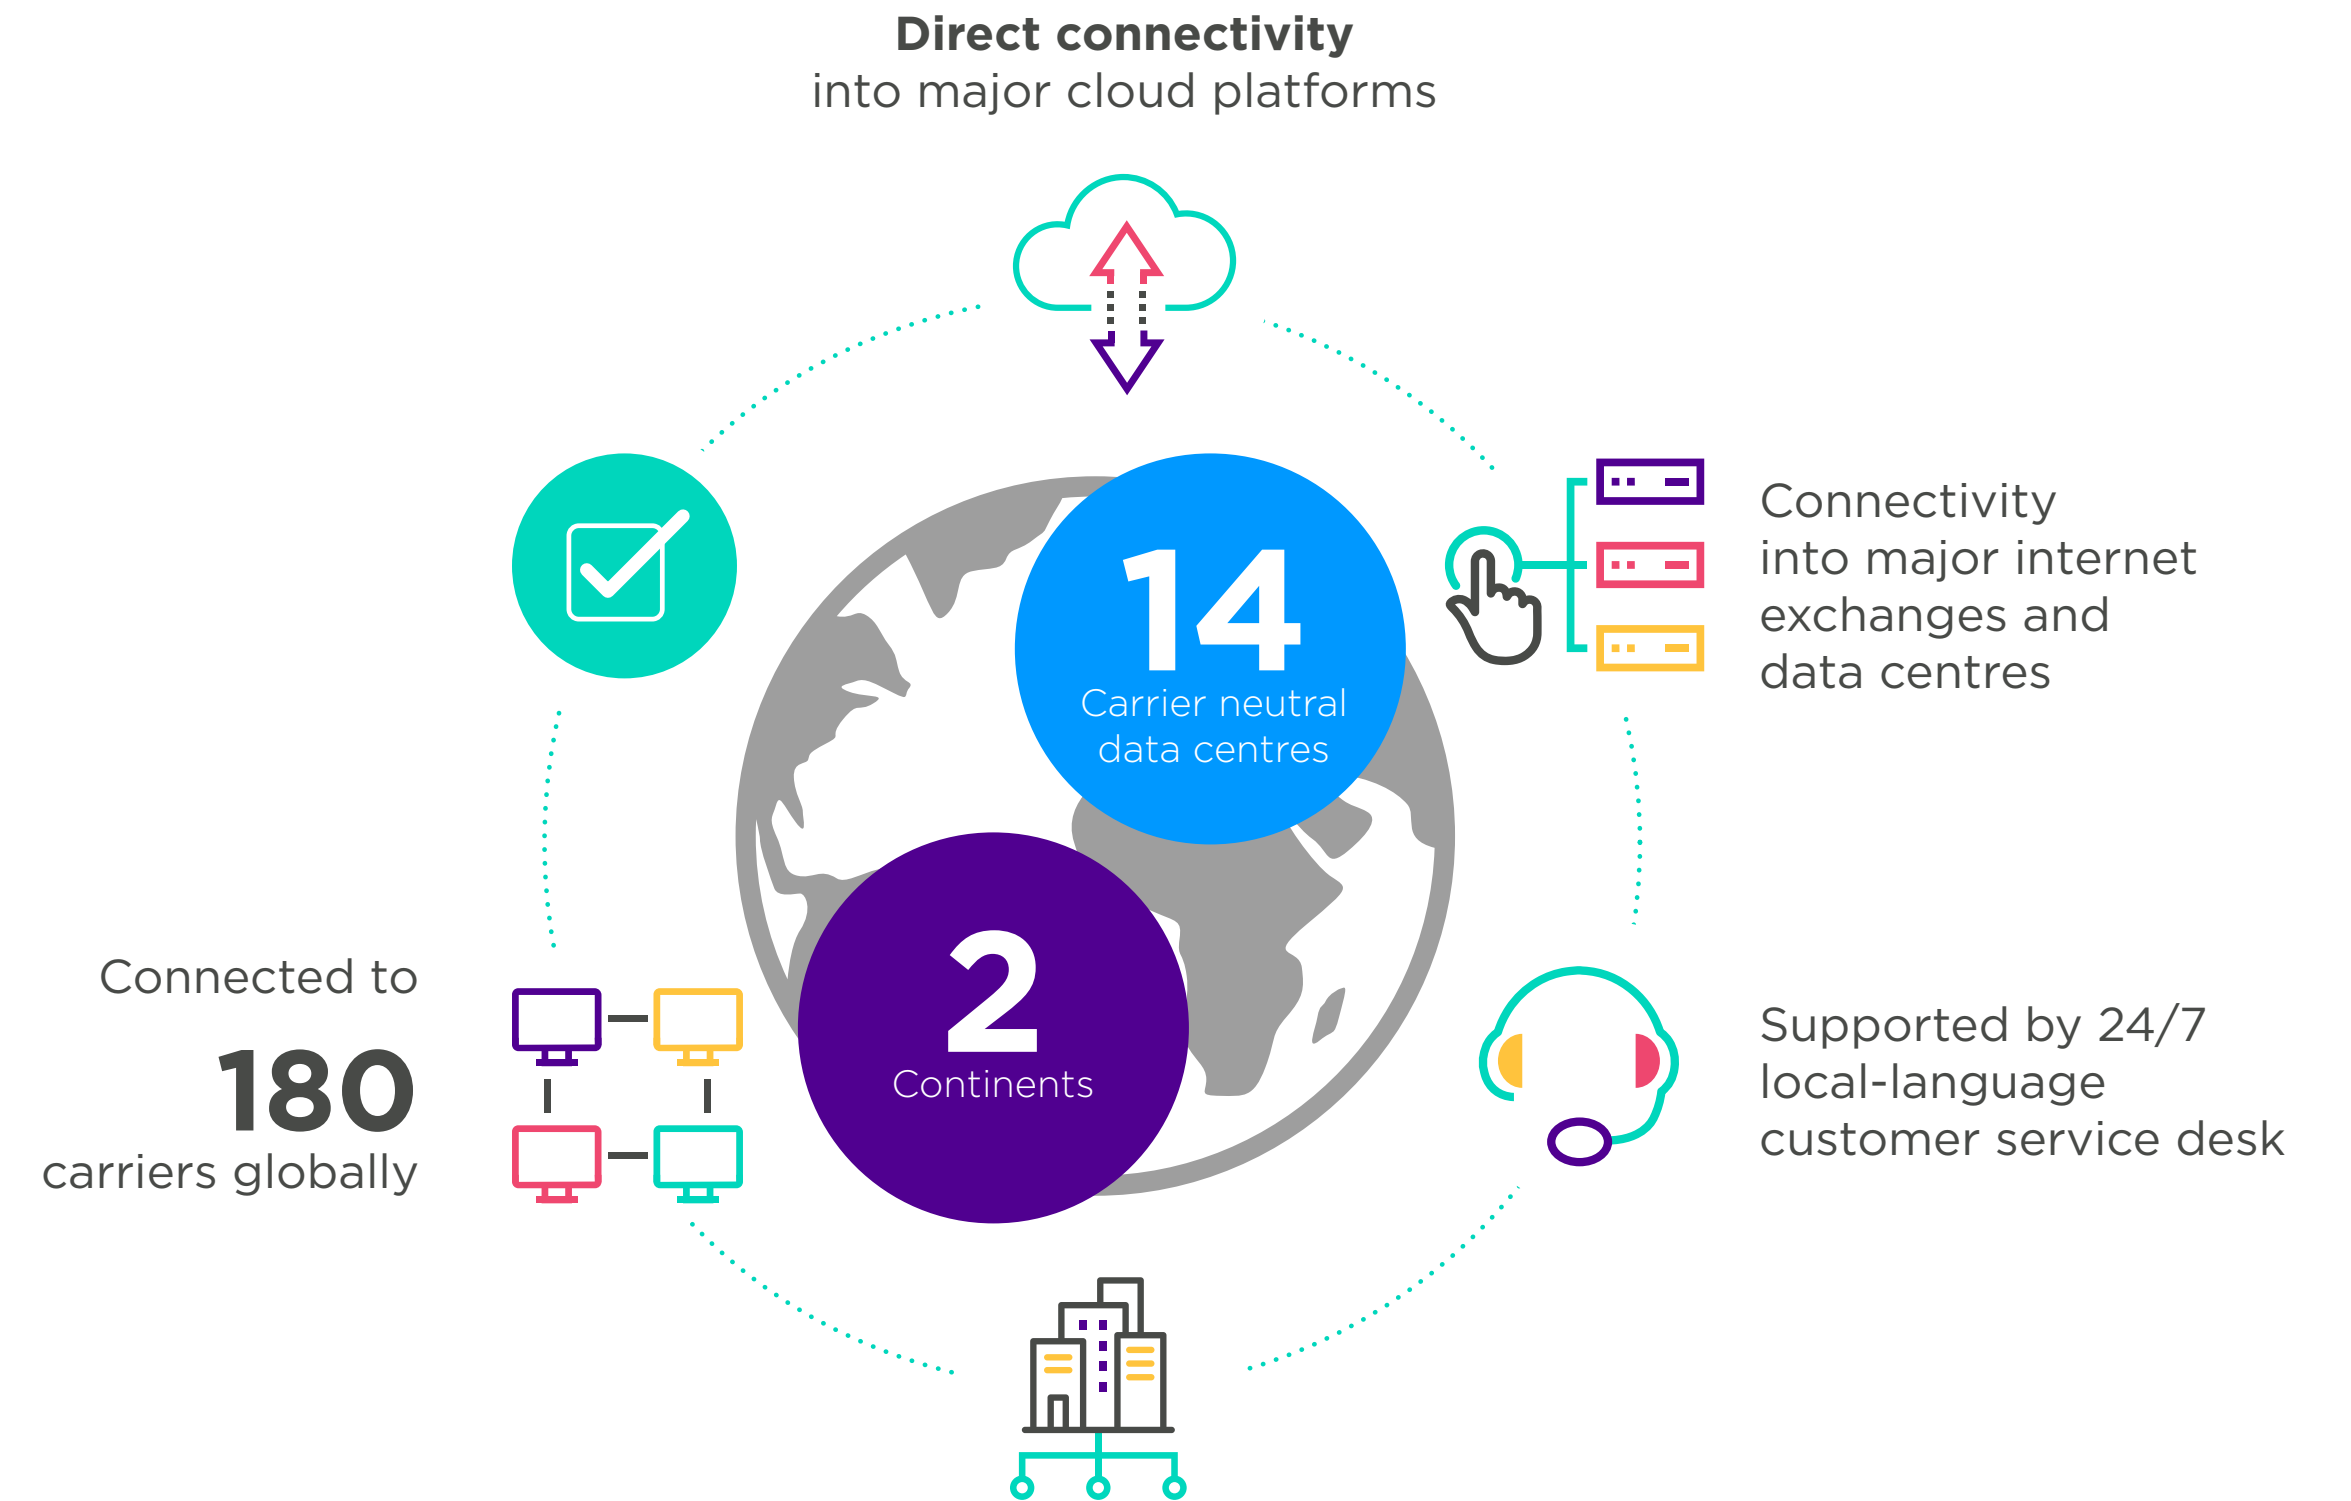 Direct connectivity
into major cloud platforms
14
Carrier neutral
data centres
Connectivity
into major internet
exchanges and
data centres
2
Continents
Connected to
180
carriers globally
Supported by 24/7
local-language
customer service desk